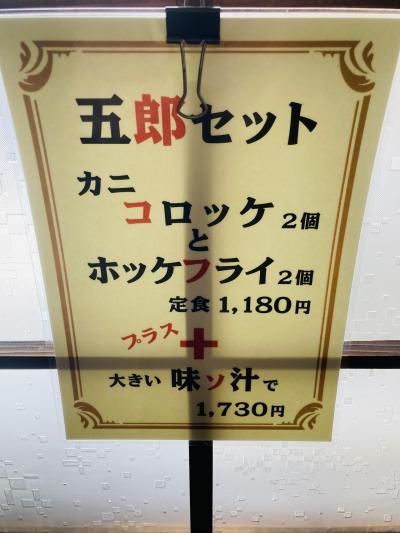 五郎セット
カニ
コロッケ 2個
と
ホッケフライ2個
定食 1,180円
プラス
+
大きい 味ソ汁で
1,730円